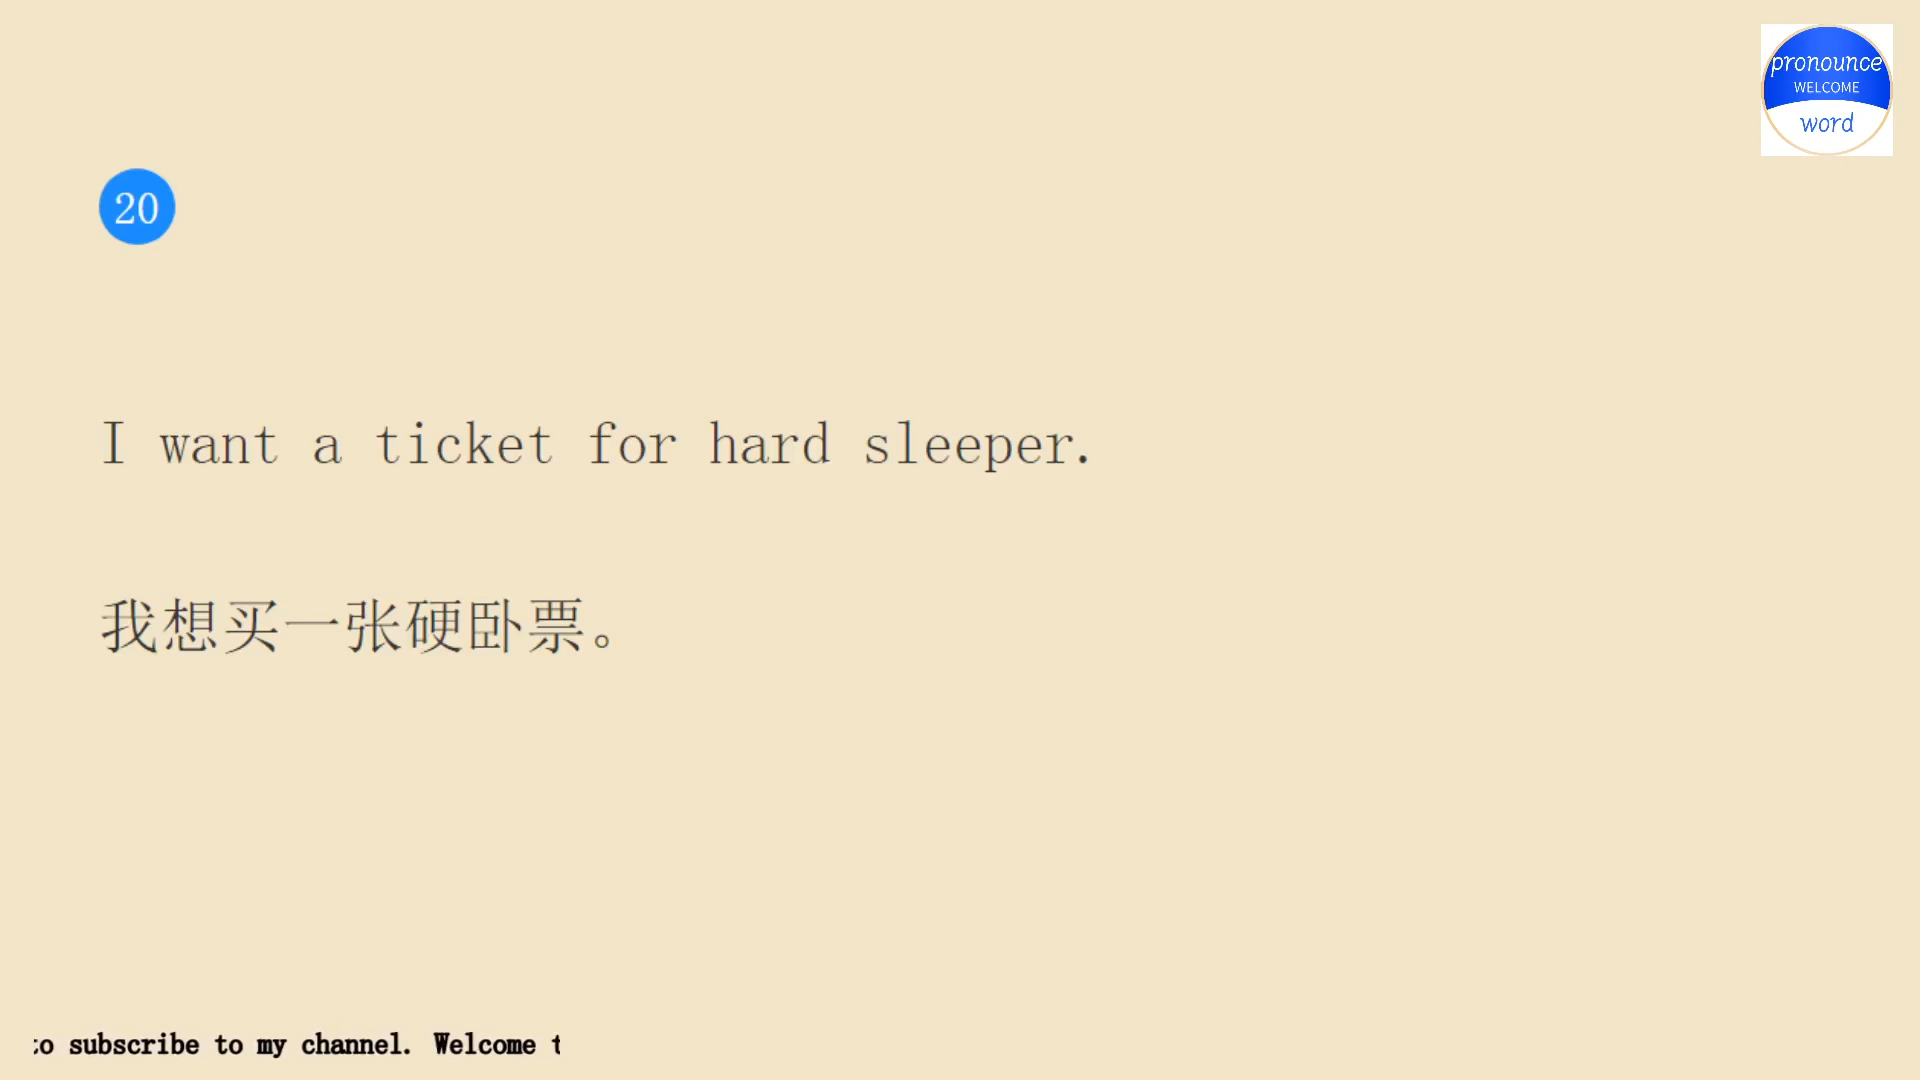 pronounce
WELCOME
word
20
I want a ticket for hard sleeper.
我想买一张硬卧票。
to subscribe to my channel. Welcome t